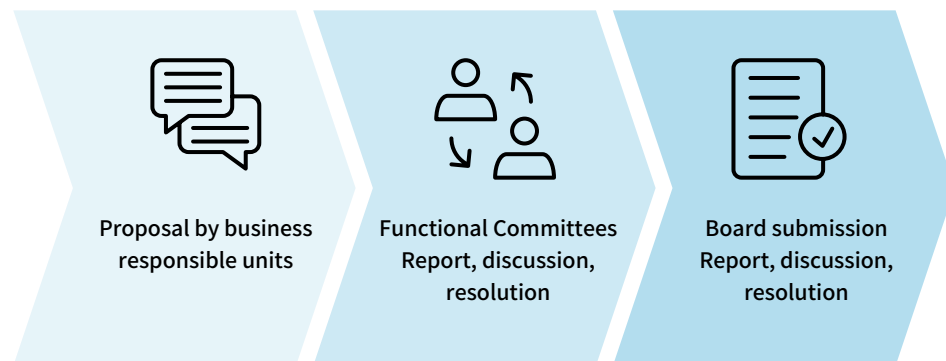 Proposal by business
responsible units
Functional Committees
Report, discussion,
resolution
Board submission
Report, discussion,
resolution